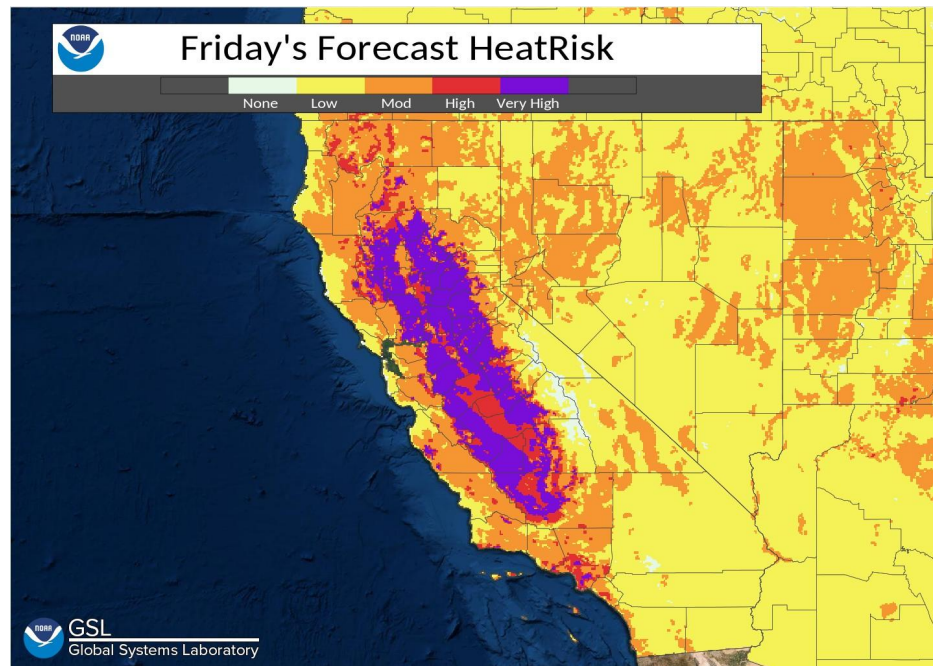 NOAA
Friday's Forecast HeatRisk
None Low Mod High Very High
NOAA
GSL
Global Systems Laboratory